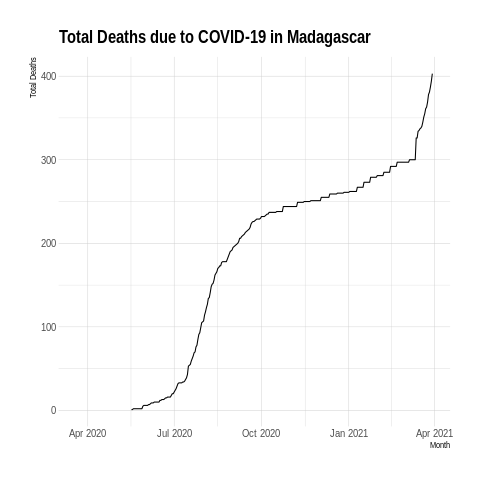 Total Deaths due to COVID-19 in Madagascar
Total Deaths
400
300
200
100
0
Apr 2020 Jul 2020 Oct 2020 Jan 2021 Apr 2021
Month